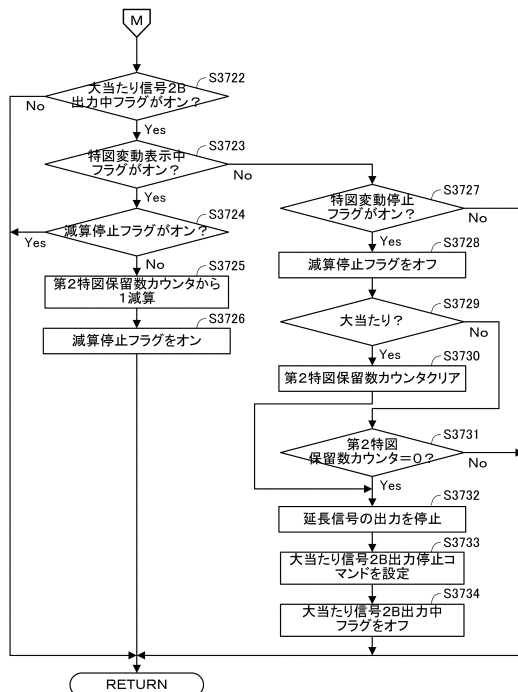 M
S3722
大当たり信号2B
出力中フラグがオン？
No
Yes
S3723
特図変動表示中
フラグがオン？
No
Yes
S3724
減算停止フラグがオン？
Yes
No
S3725
第2特図保留数カウンタから
1減算
S3726
減算停止フラグをオン
S3727
特図変動停止
フラグがオン？
No
Yes
S3728
減算停止フラグをオフ
S3729
大当たり？
No
Yes
S3730
第2特図保留数カウンタクリア
S3731
第2特図
保留数カウンタ＝0？
No
Yes
S3732
延長信号の出力を停止
S3733
大当たり信号2B出力停止コ
マンドを設定
S3734
大当たり信号2B出力中
フラグをオフ
RETURN